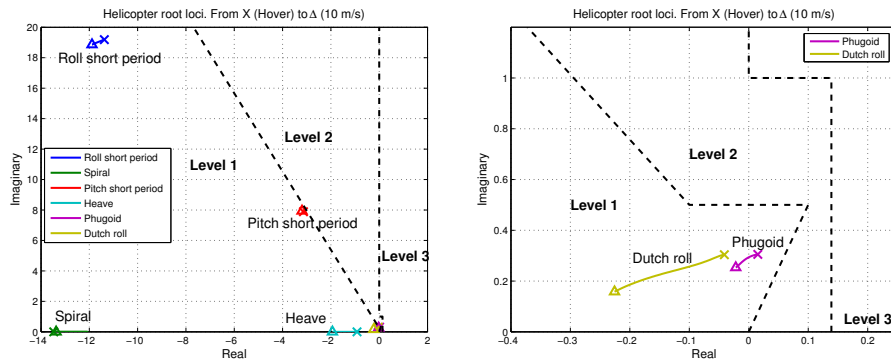 Helicopter root loci. From X (Hover) to Δ (10 m/s)
20
18
16
14
12
10
8
6
4
2
0
Imaginary
Roll short period
Level 2
Level 1
Roll short period
Spiral
Pitch short period
Heave
Phugoid
Dutch roll
Pitch short period
Level 3
Spiral
Heave
−14
−12
−10
−8
−6
−4
−2
0
2
Real
Helicopter root loci. From X (Hover) to Δ (10 m/s)
Phugoid
Dutch roll
1
0.8
0.6
0.4
0.2
0
Imaginary
Level 2
Level 1
Phugoid
Dutch roll
Level 3
−0.4
−0.3
−0.2
−0.1
0
0.1
0.2
Real